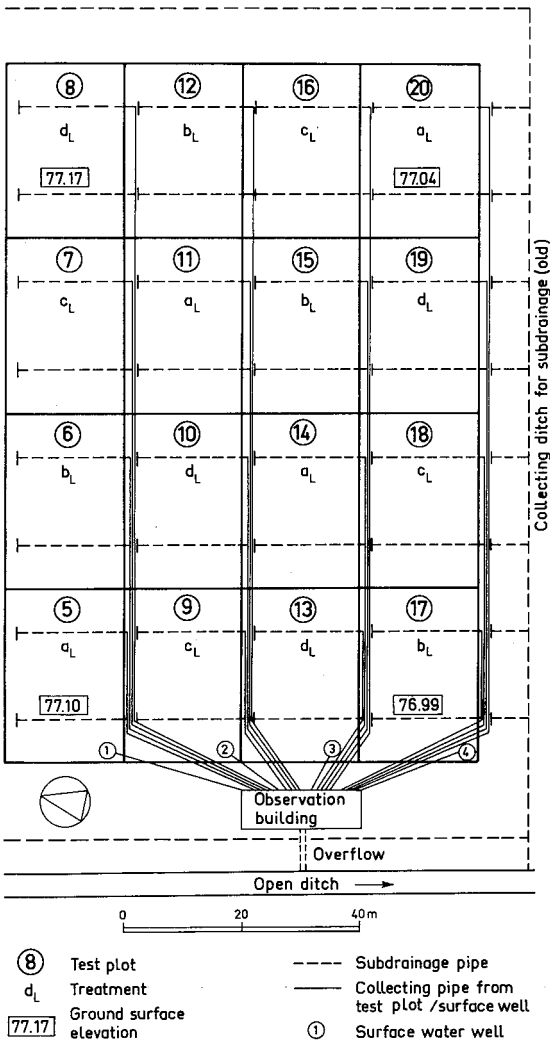 8 12 16 20
d_L b_L c_L a_L
77.17 77.04
7 11 15 19
c_L a_L b_L d_L
6 10 14 18
b_L d_L a_L c_L
5 9 13 17
a_L c_L d_L b_L
77.10 76.99
1 2 3 4
Observation
building
Overflow
Open ditch
Collecting ditch for subdrainage (old)
0 20 40 m
8 Test plot
d_L Treatment
77.17 Ground surface
elevation
Subdrainage pipe
Collecting pipe from
test plot / surface well
1 Surface water well